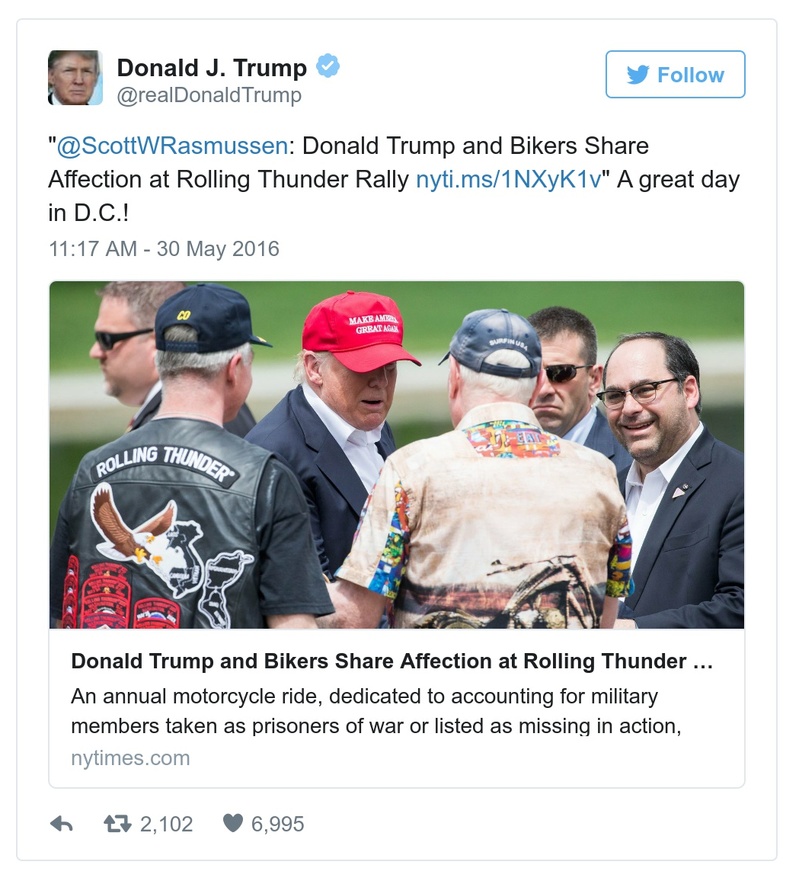 Donald J. Trump
@realDonaldTrump
Follow
"@ScottWRasmussen: Donald Trump and Bikers Share
Affection at Rolling Thunder Rally nyti.ms/1NXyK1v" A great day
in D.C.!
11:17 AM - 30 May 2016
CO
MAKE AMERICA
GREAT AGAIN
SURFIN U.S.A.
ROLLING THUNDER
Donald Trump and Bikers Share Affection at Rolling Thunder ...
An annual motorcycle ride, dedicated to accounting for military
members taken as prisoners of war or listed as missing in action,
nytimes.com
2,102 6,995